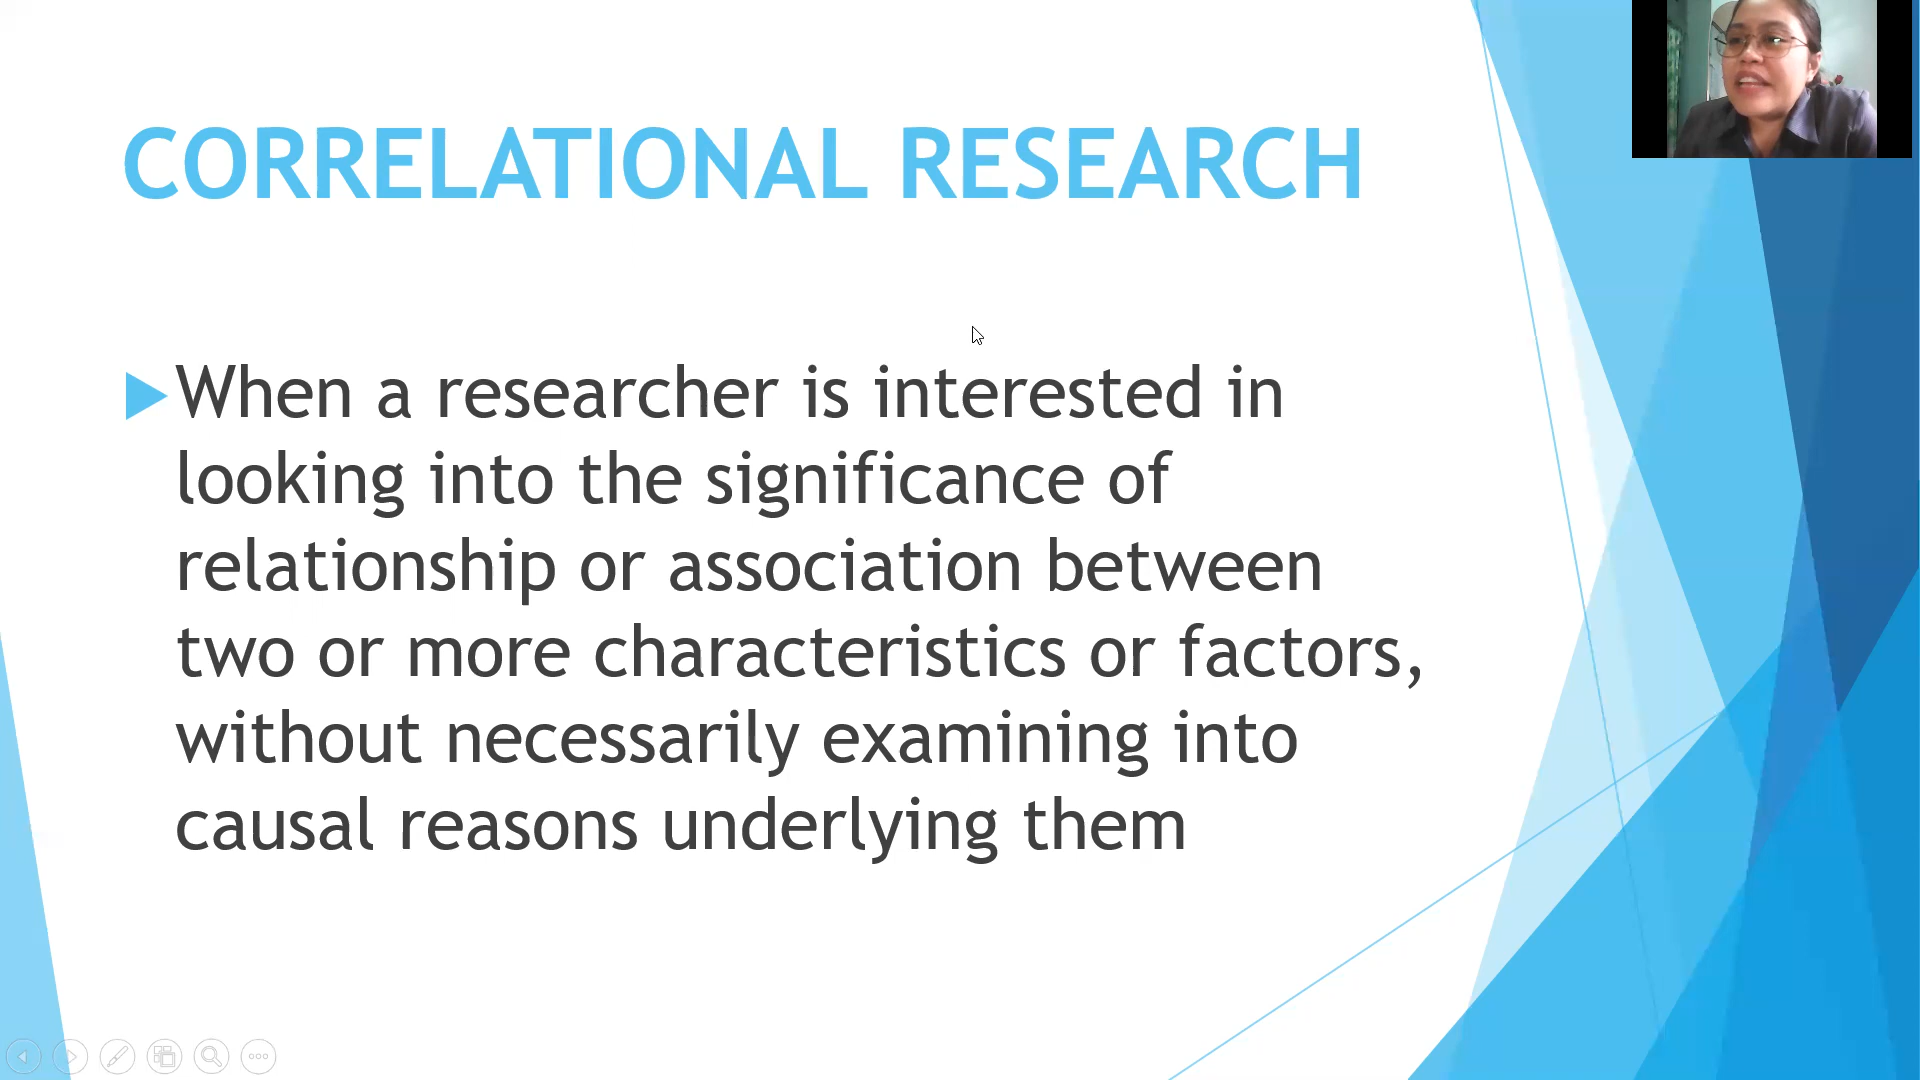 CORRELATIONAL RESEARCH
When a researcher is interested in
looking into the significance of
relationship or association between
two or more characteristics or factors,
without necessarily examining into
causal reasons underlying them